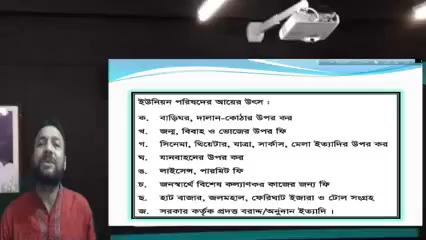 ইউনিয়ন পরিষদের আয়ের উৎস :
ক. বাড়িঘর, দালান-কোঠার উপর কর
খ. জন্ম, বিবাহ ও ভোজের উপর ফি
গ. সিনেমা, থিয়েটার, যাত্রা, সার্কাস, মেলা ইত্যাদির উপর কর
ঘ. যানবাহনের উপর কর
ঙ. লাইসেন্স, পারমিট ফি
চ. জনস্বার্থে বিশেষ কল্যাণকর কাজের জন্য ফি
ছ. হাট বাজার, জলমহাল, ফেরিঘাট ইজারা ও টোল সংগ্রহ
জ. সরকার কর্তৃক প্রদত্ত বরাদ্দ/অনুদান ইত্যাদি ।